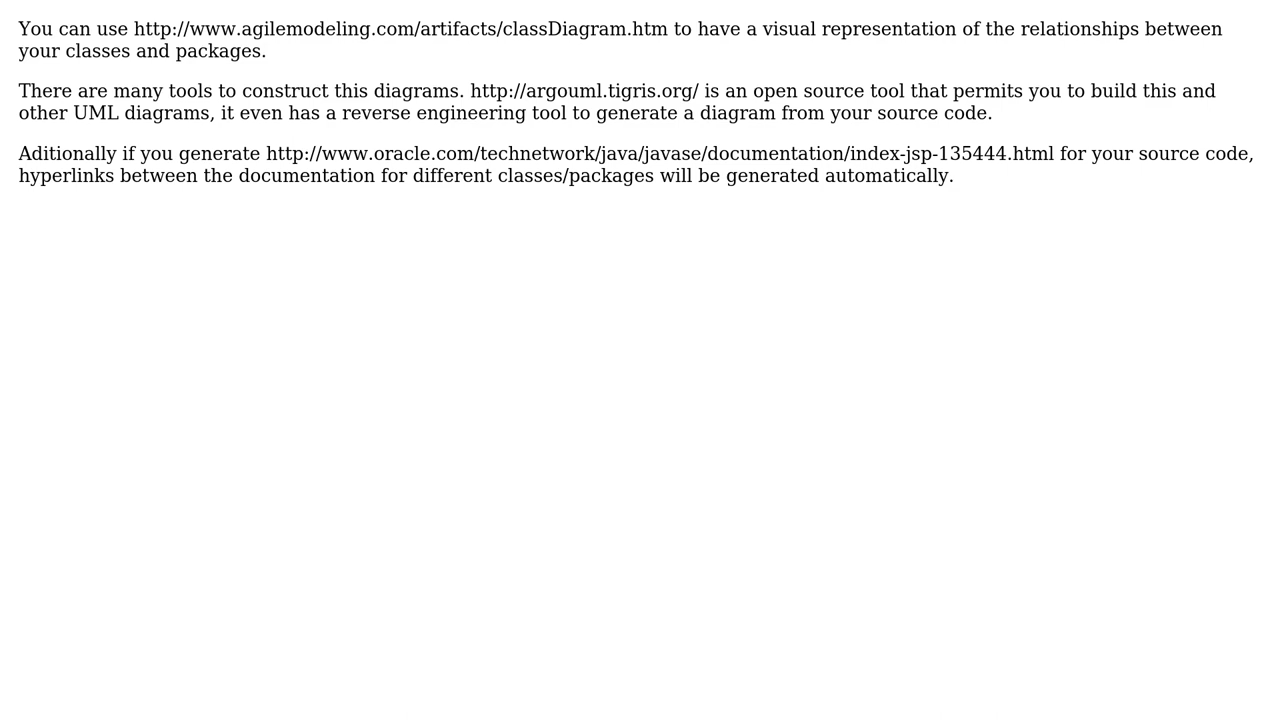 You can use http://www.agilemodeling.com/artifacts/classDiagram.htm to have a visual representation of the relationships between
your classes and packages.
There are many tools to construct this diagrams. http://argouml.tigris.org/ is an open source tool that permits you to build this and
other UML diagrams, it even has a reverse engineering tool to generate a diagram from your source code.
Aditionally if you generate http://www.oracle.com/technetwork/java/javase/documentation/index-jsp-135444.html for your source code,
hyperlinks between the documentation for different classes/packages will be generated automatically.